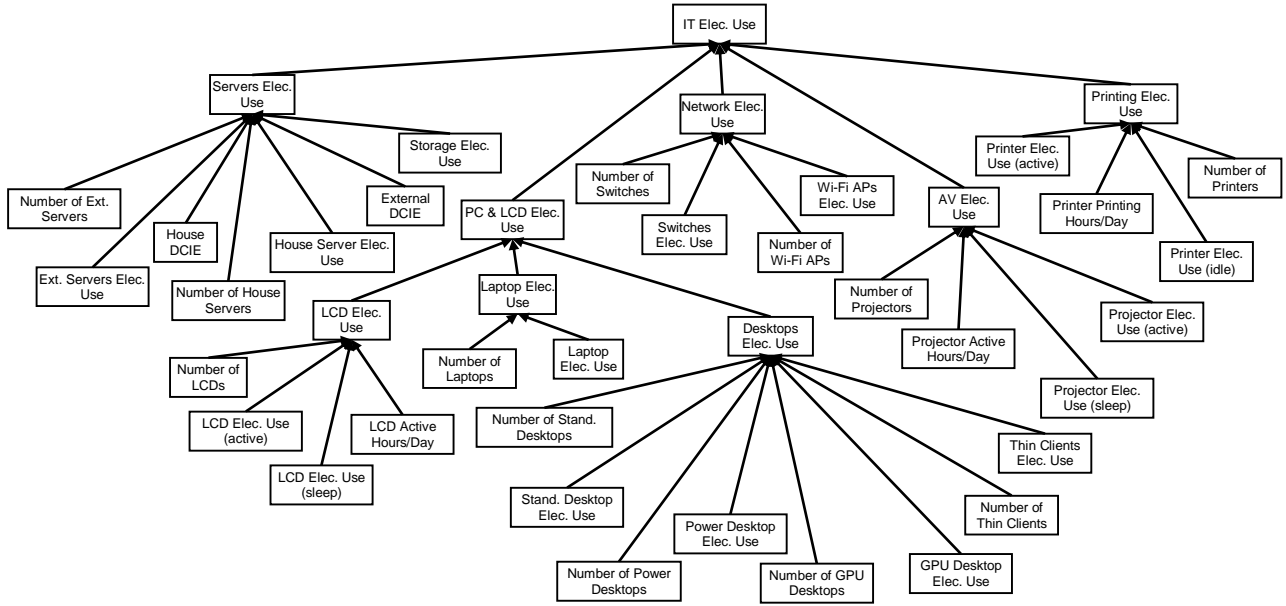 IT Elec. Use
Servers Elec.
Use
Network Elec.
Use
Printing Elec.
Use
Storage Elec.
Use
Printer Elec.
Use (active)
Number of
Printers
Number of Ext.
Servers
External
DCIE
Number of
Switches
Wi-Fi APs
Elec. Use
AV Elec.
Use
Printer Printing
Hours/Day
House
DCIE
PC & LCD Elec.
Use
Switches
Elec. Use
House Server Elec.
Use
Number of
Wi-Fi APs
Printer Elec.
Use (idle)
Ext. Servers Elec.
Use
Number of House
Servers
Laptop Elec.
Use
Number of
Projectors
LCD Elec.
Use
Desktops
Elec. Use
Projector Elec.
Use (active)
Projector Active
Hours/Day
Number of
LCDs
Number of
Laptops
Laptop
Elec. Use
Projector Elec.
Use (sleep)
LCD Elec. Use
(active)
LCD Active
Hours/Day
Number of Stand.
Desktops
Thin Clients
Elec. Use
LCD Elec. Use
(sleep)
Stand. Desktop
Elec. Use
Number of
Thin Clients
Power Desktop
Elec. Use
Number of Power
Desktops
Number of GPU
Desktops
GPU Desktop
Elec. Use